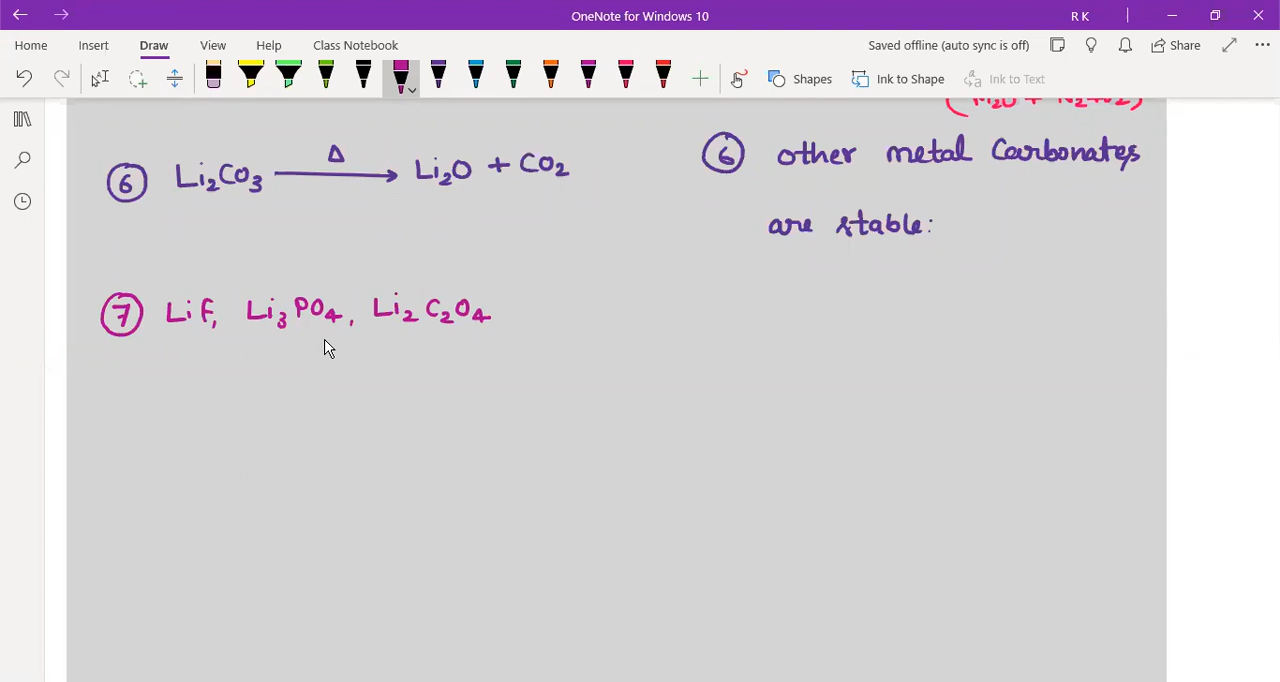 OneNote for Windows 10
R K
Home Insert Draw View Help Class Notebook
Saved offline (auto sync is off)
Share
Shapes
Ink to Shape
Ink to Text
⑥ Li₂CO₃ —Δ→ Li₂O + CO₂
⑥ other metal Carbonates
are stable:
⑦ LiF, Li₃PO₄, Li₂C₂O₄